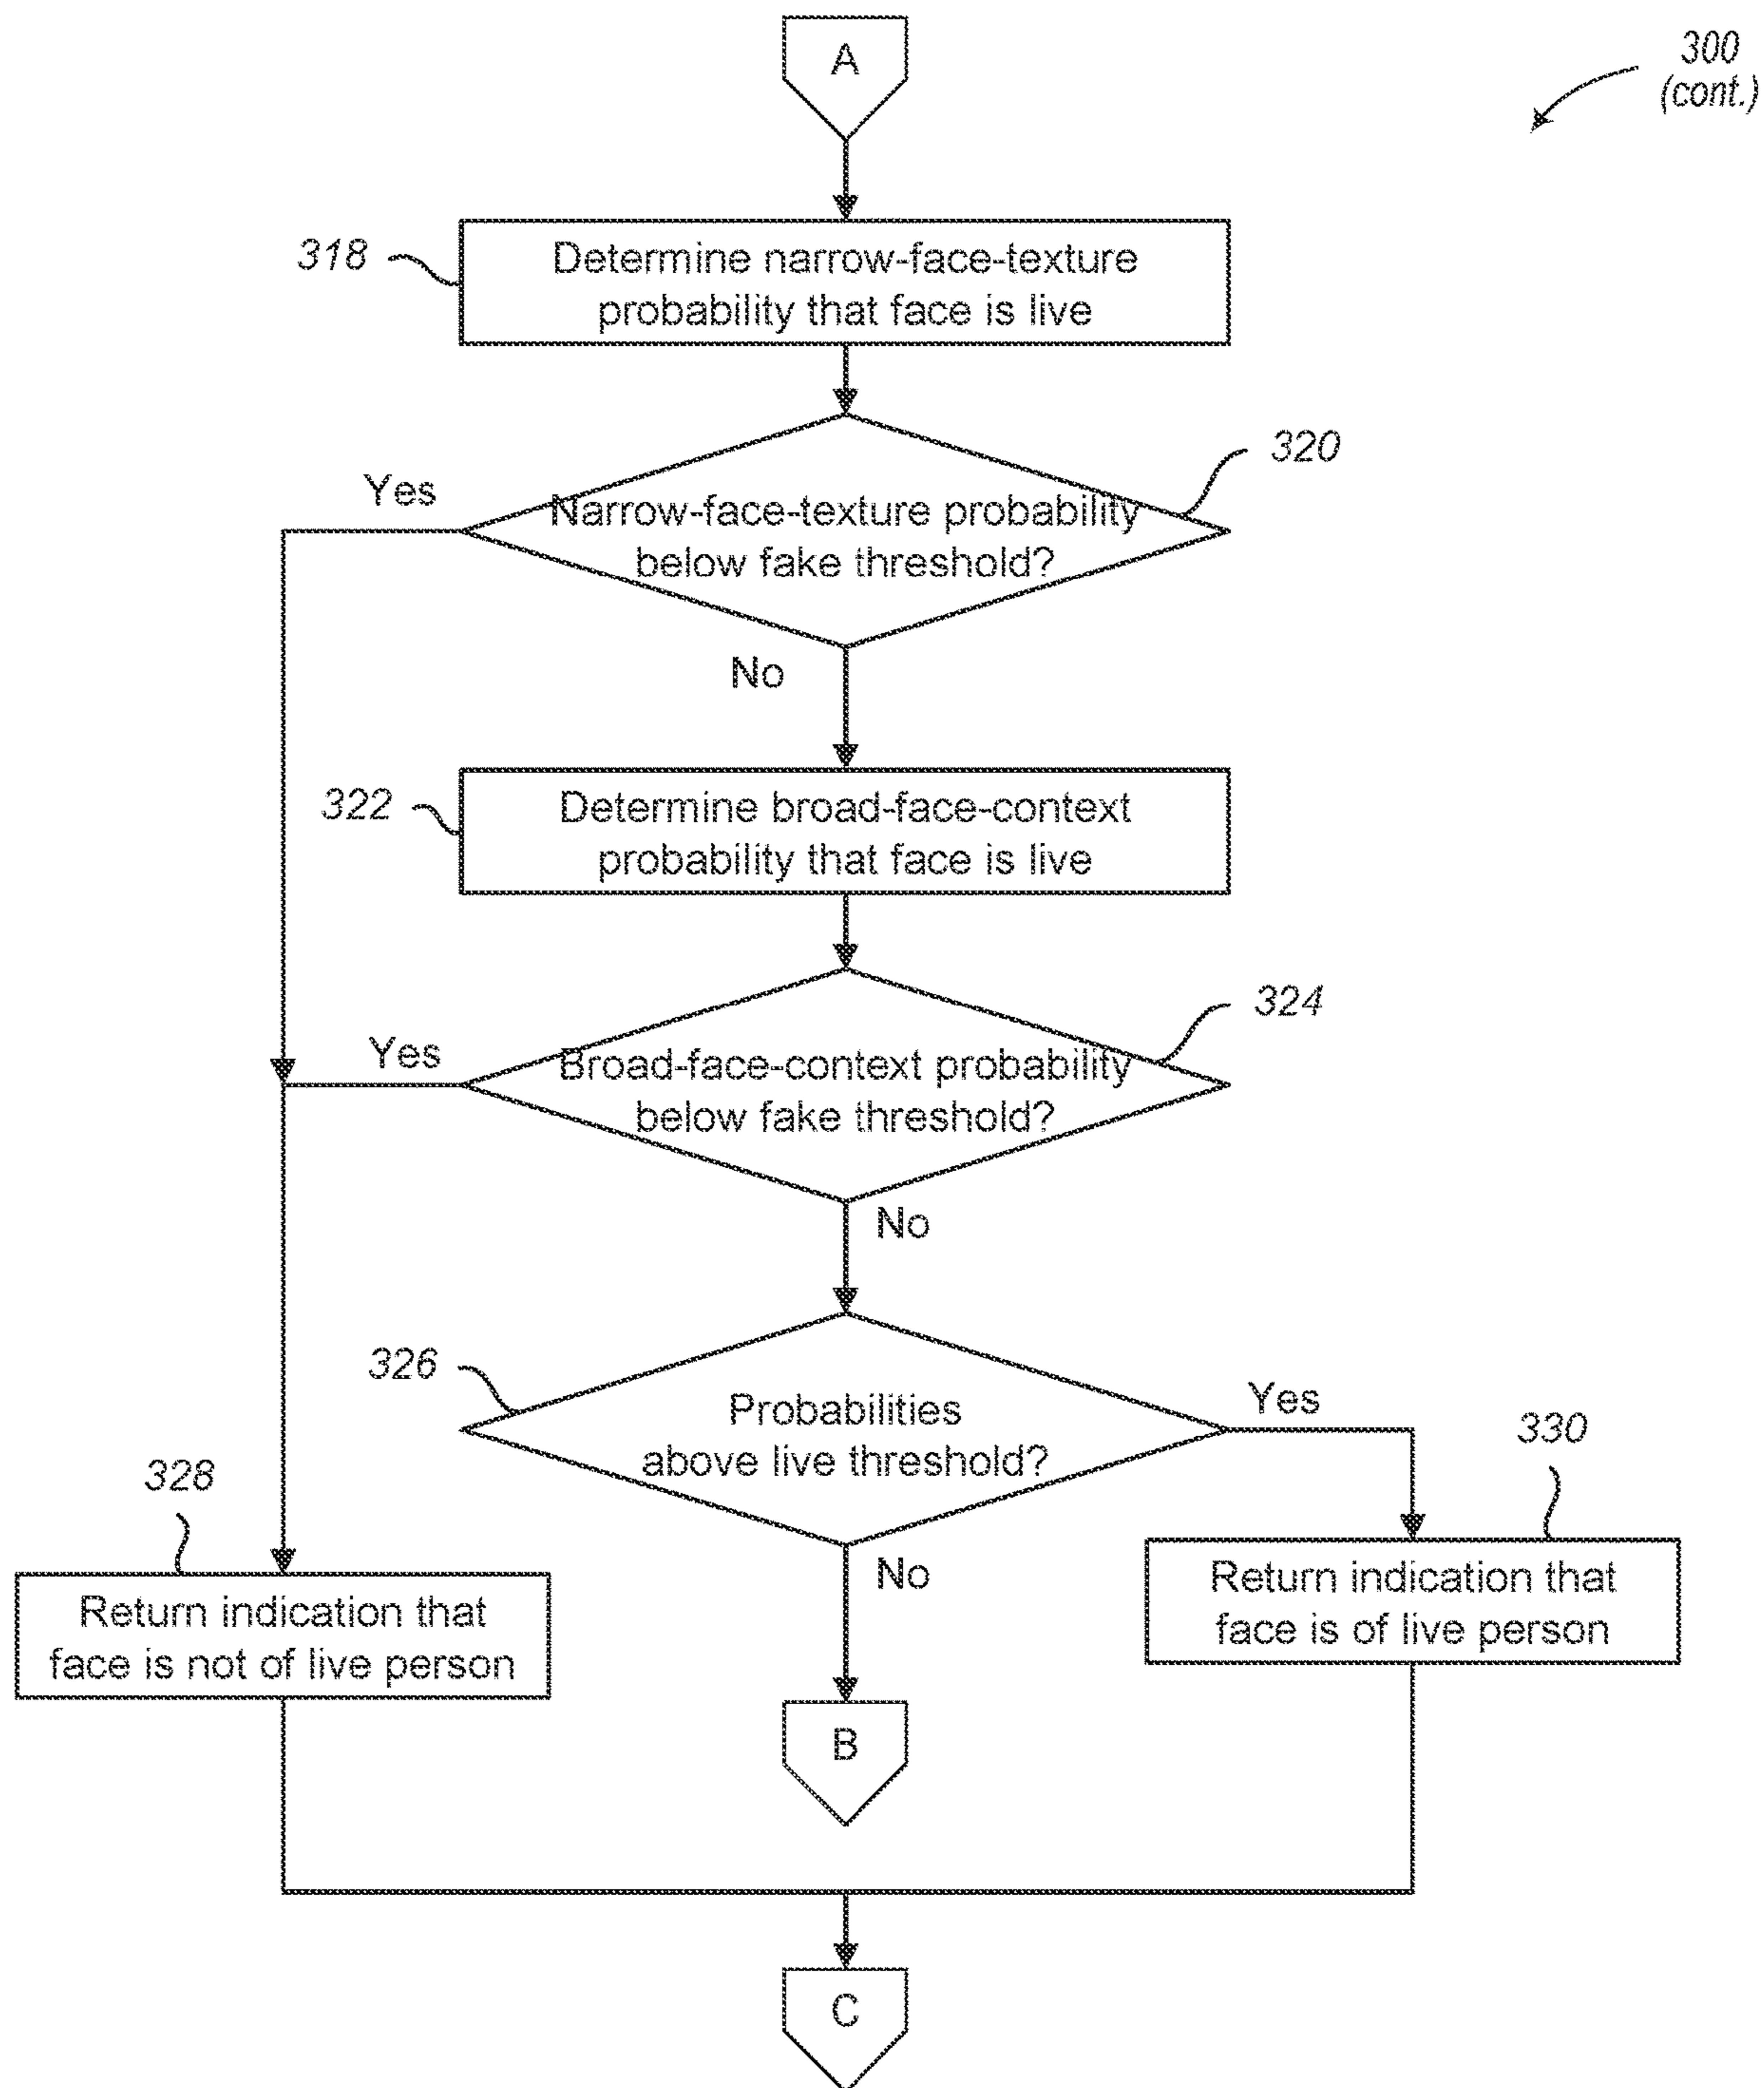 A
300
(cont.)
318
Determine narrow-face-texture
probability that face is live
320
Yes
Narrow-face-texture probability
below fake threshold?
No
322
Determine broad-face-context
probability that face is live
324
Yes
Broad-face-context probability
below fake threshold?
No
326
Probabilities
above live threshold?
Yes
330
328
No
Return indication that
face is of live person
Return indication that
face is not of live person
B
C